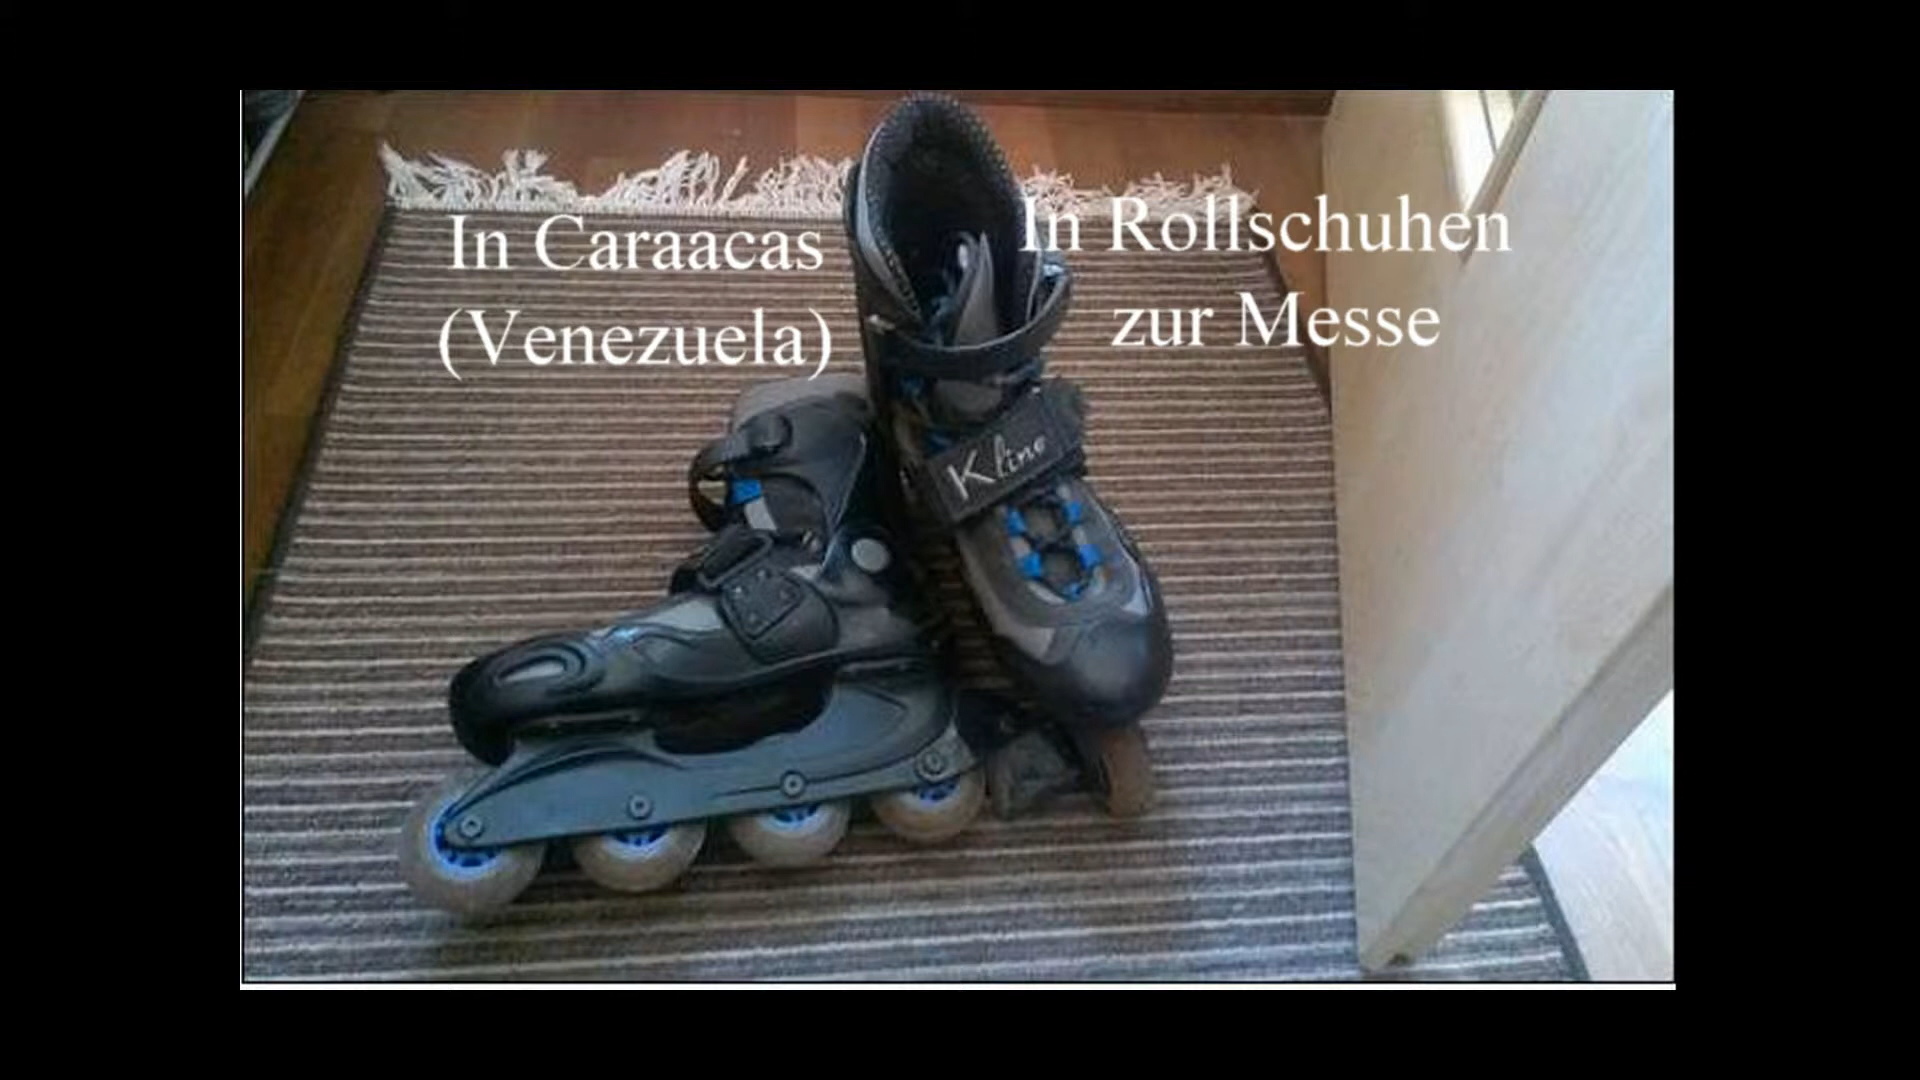 In Caraacas
(Venezuela)
In Rollschuhen
zur Messe
K line